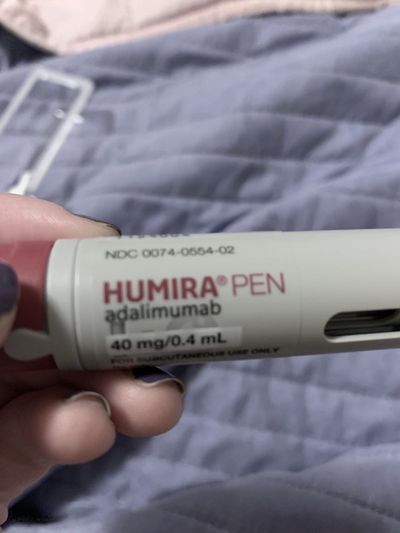 NDC 0074-0554-02
HUMIRA® PEN
adalimumab
40 mg/0.4 mL
FOR SUBCUTANEOUS USE ONLY